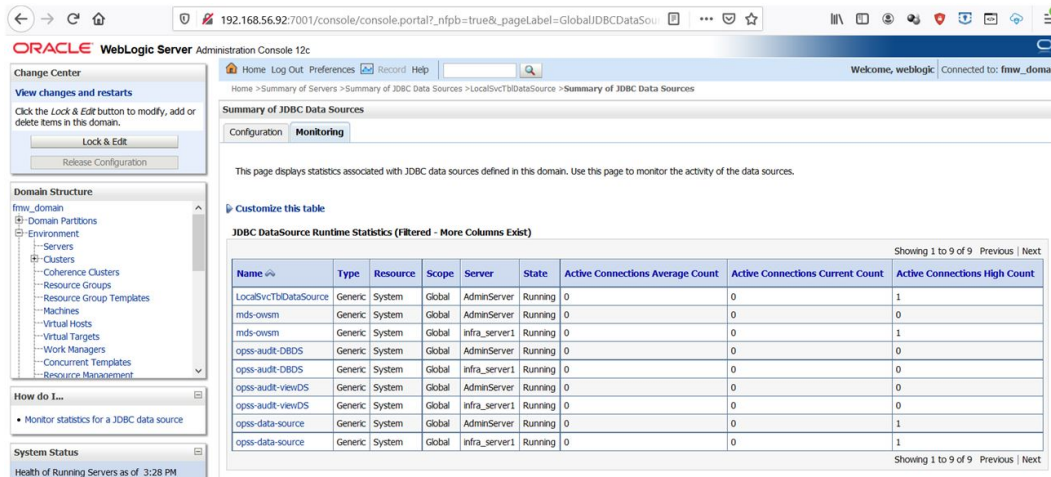 192.168.56.92:7001/console/console.portal?_nfpb=true&_pageLabel=GlobalJDBCDataSou
ORACLE WebLogic Server Administration Console 12c
Change Center
View changes and restarts
Click the Lock & Edit button to modify, add or
delete items in this domain.
Lock & Edit
Release Configuration
Domain Structure
fmw_domain
Domain Partitions
Environment
Servers
Clusters
Coherence Clusters
Resource Groups
Resource Group Templates
Machines
Virtual Hosts
Virtual Targets
Work Managers
Concurrent Templates
Resource Management
How do I...
Monitor statistics for a JDBC data source
System Status
Health of Running Servers as of 3:28 PM
Home Log Out Preferences Record Help
Welcome, weblogic Connected to: fmw_doma
Home >Summary of Servers >Summary of JDBC Data Sources >LocalSvcTblDataSource >Summary of JDBC Data Sources
Summary of JDBC Data Sources
Configuration Monitoring
This page displays statistics associated with JDBC data sources defined in this domain. Use this page to monitor the activity of the data sources.
Customize this table
JDBC DataSource Runtime Statistics (Filtered - More Columns Exist)
Showing 1 to 9 of 9 Previous | Next
Name Type Resource Scope Server State Active Connections Average Count Active Connections Current Count Active Connections High Count
LocalSvcTblDataSource Generic System Global AdminServer Running 0 0 1
mds-owsm Generic System Global AdminServer Running 0 0 0
mds-owsm Generic System Global infra_server1 Running 0 0 1
opss-audit-DBDS Generic System Global AdminServer Running 0 0 0
opss-audit-DBDS Generic System Global infra_server1 Running 0 0 1
opss-audit-viewDS Generic System Global AdminServer Running 0 0 0
opss-audit-viewDS Generic System Global infra_server1 Running 0 0 0
opss-data-source Generic System Global AdminServer Running 0 0 1
opss-data-source Generic System Global infra_server1 Running 0 0 1
Showing 1 to 9 of 9 Previous | Next